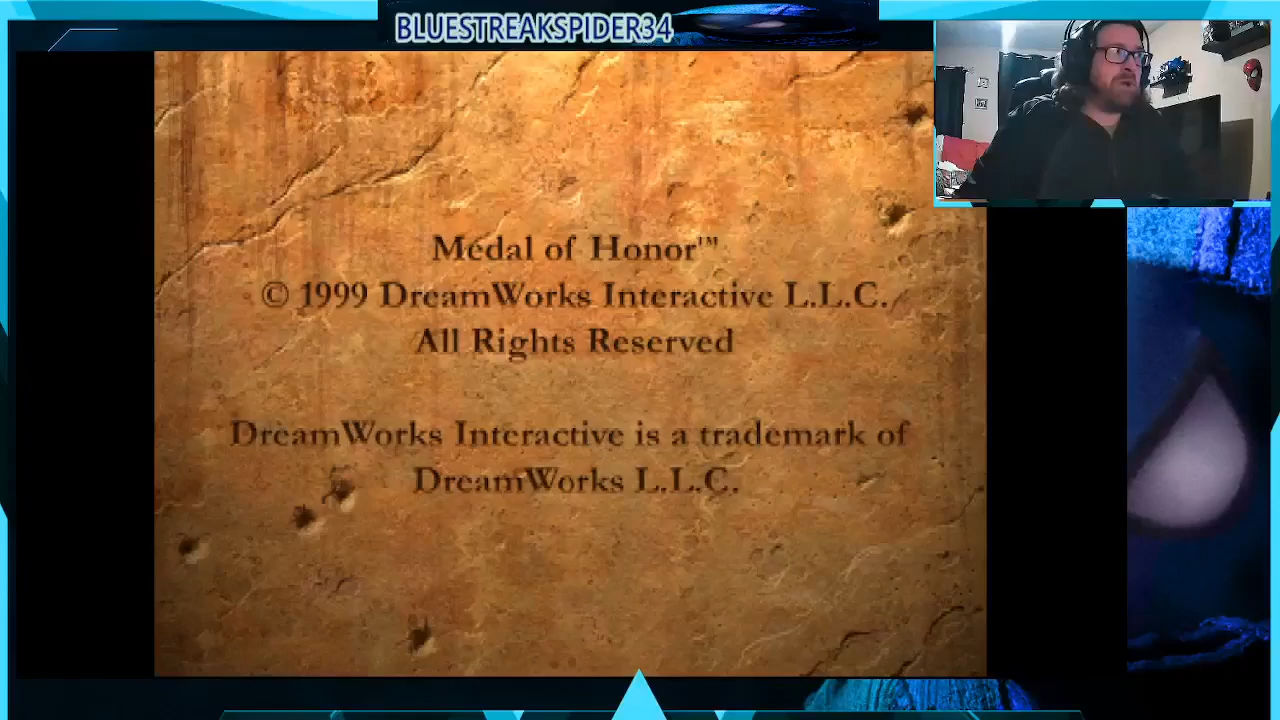 BLUESTREAKSPIDER34
Medal of Honor™
© 1999 DreamWorks Interactive L.L.C.
All Rights Reserved
DreamWorks Interactive is a trademark of
DreamWorks L.L.C.